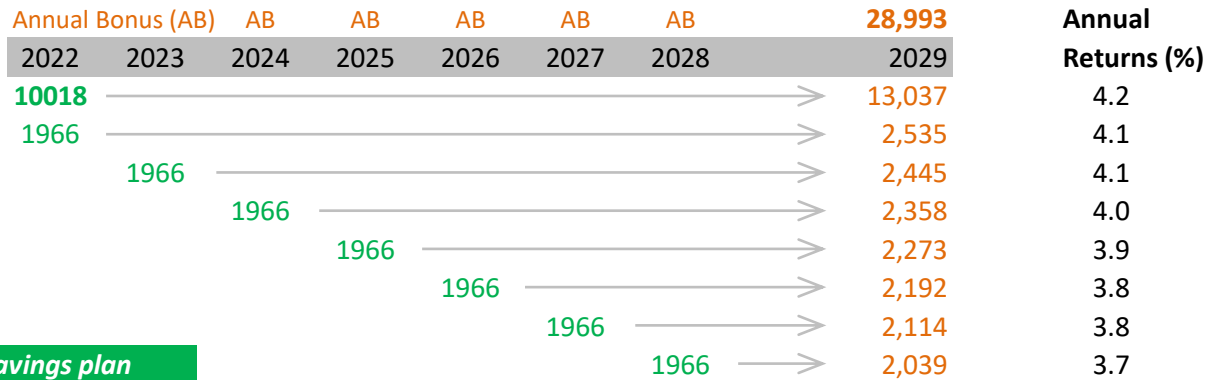 Annual Bonus (AB) AB AB AB AB AB 28,993 Annual
2022 2023 2024 2025 2026 2027 2028 2029 Returns (%)
10018 13,037 4.2
1966 2,535 4.1
1966 2,445 4.1
1966 2,358 4.0
1966 2,273 3.9
1966 2,192 3.8
1966 2,114 3.8
avings plan 1966 2,039 3.7